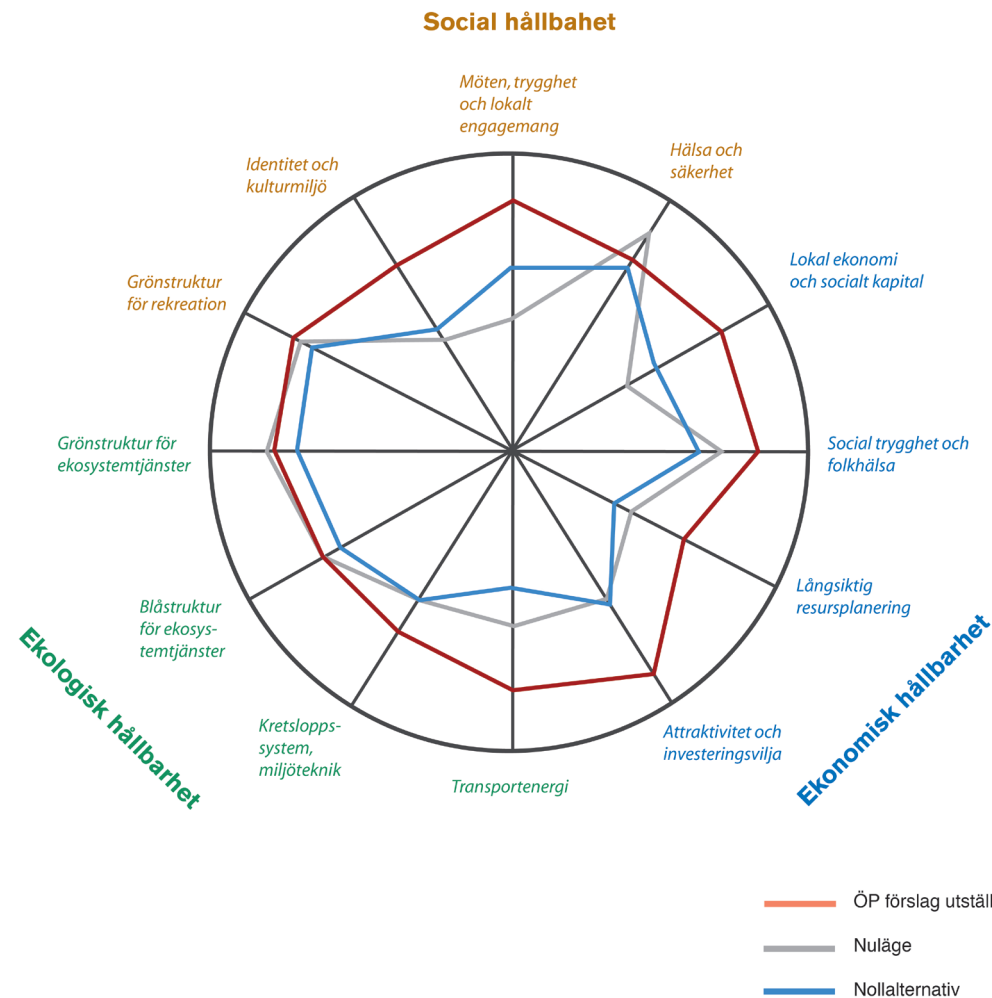 Social hållbahet
Möten, trygghet
och lokalt
engagemang
Hälsa och
säkerhet
Identitet och
kulturmiljö
Lokal ekonomi
och socialt kapital
Grönstruktur
för rekreation
Grönstruktur för
ekosystemtjänster
Social trygghet och
folkhälsa
Långsiktig
resursplanering
Blåstruktur
för ekosys-
temtjänster
Ekologisk hållbarhet
Ekonomisk hållbarhet
Kretslopps-
system,
miljöteknik
Attraktivitet och
investeringsvilja
Transportenergi
ÖP förslag utställ
Nuläge
Nollalternativ